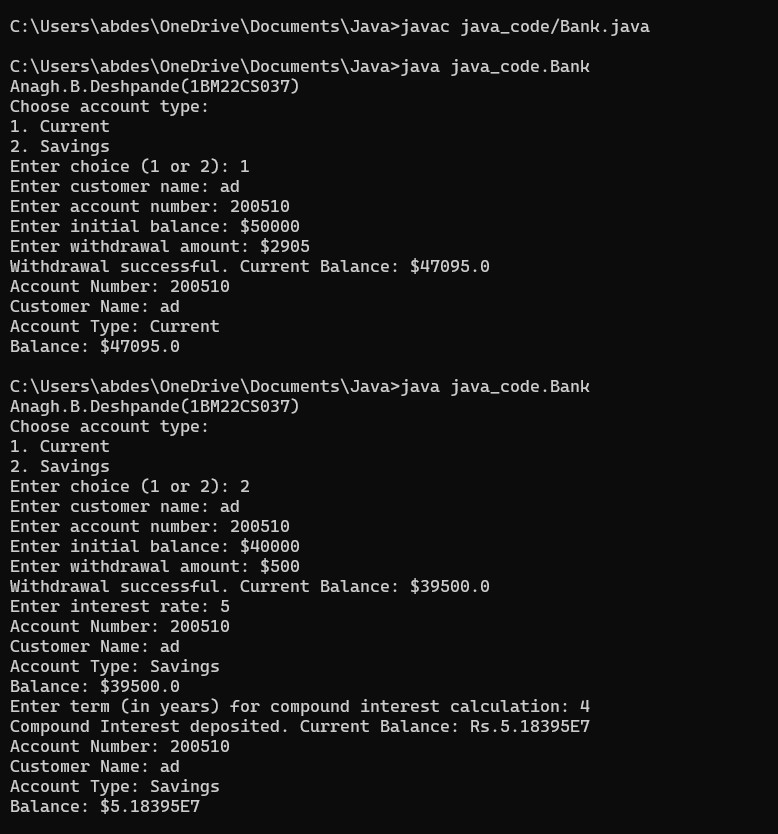 C:\Users\abdes\OneDrive\Documents\Java>javac java_code/Bank.java
C:\Users\abdes\OneDrive\Documents\Java>java java_code.Bank
Anagh.B.Deshpande(1BM22CS037)
Choose account type:
1. Current
2. Savings
Enter choice (1 or 2): 1
Enter customer name: ad
Enter account number: 200510
Enter initial balance: $50000
Enter withdrawal amount: $2905
Withdrawal successful. Current Balance: $47095.0
Account Number: 200510
Customer Name: ad
Account Type: Current
Balance: $47095.0
C:\Users\abdes\OneDrive\Documents\Java>java java_code.Bank
Anagh.B.Deshpande(1BM22CS037)
Choose account type:
1. Current
2. Savings
Enter choice (1 or 2): 2
Enter customer name: ad
Enter account number: 200510
Enter initial balance: $40000
Enter withdrawal amount: $500
Withdrawal successful. Current Balance: $39500.0
Enter interest rate: 5
Account Number: 200510
Customer Name: ad
Account Type: Savings
Balance: $39500.0
Enter term (in years) for compound interest calculation: 4
Compound Interest deposited. Current Balance: Rs.5.18395E7
Account Number: 200510
Customer Name: ad
Account Type: Savings
Balance: $5.18395E7